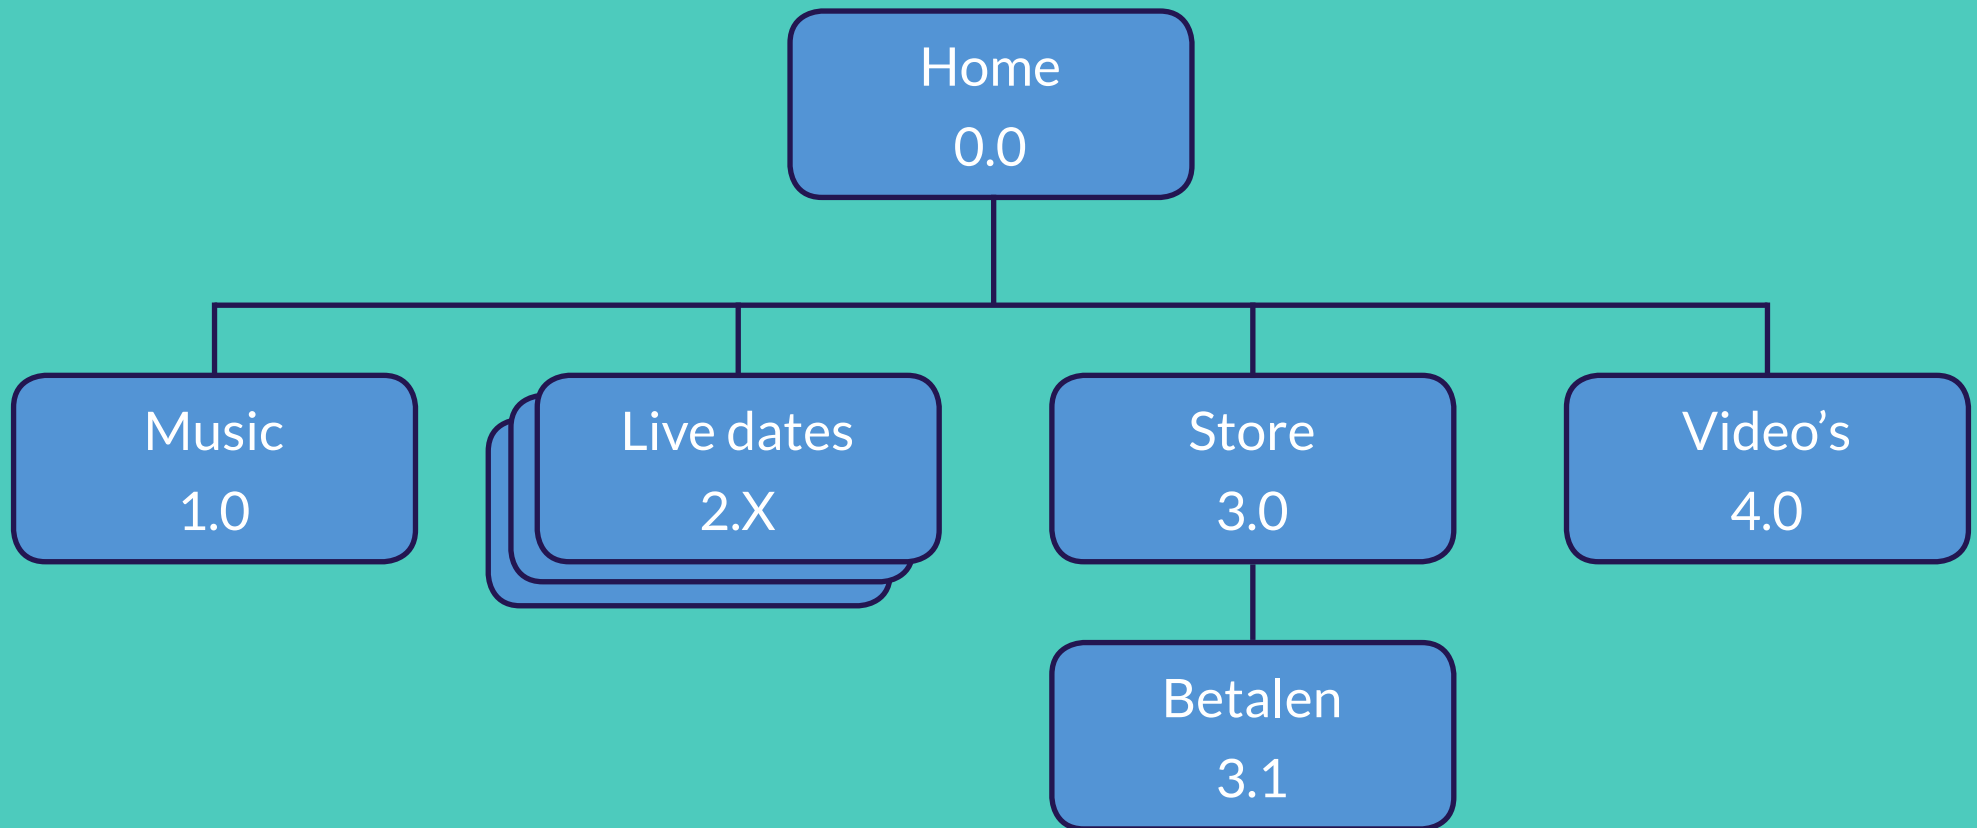 Home
0.0
Music
1.0
Live dates
2.X
Store
3.0
Video’s
4.0
Betalen
3.1